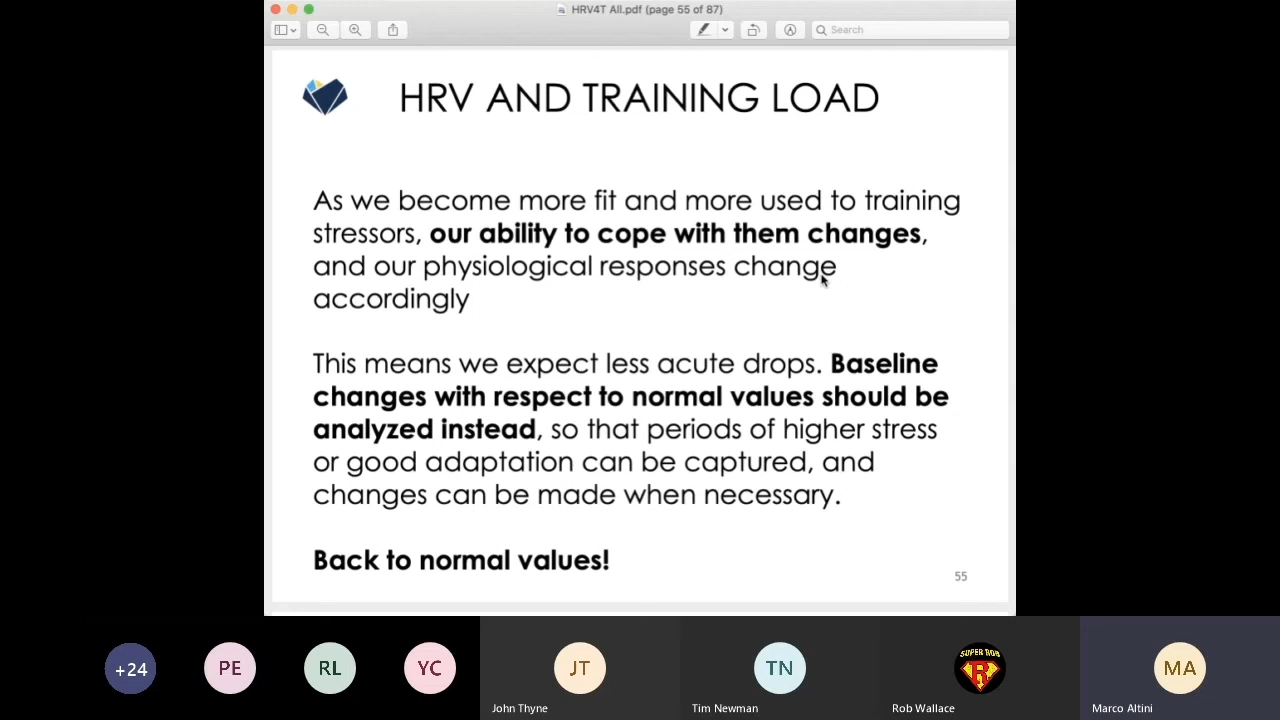 HRV4T All.pdf (page 55 of 87)
Search
HRV AND TRAINING LOAD
As we become more fit and more used to training
stressors, our ability to cope with them changes,
and our physiological responses change
accordingly
This means we expect less acute drops. Baseline
changes with respect to normal values should be
analyzed instead, so that periods of higher stress
or good adaptation can be captured, and
changes can be made when necessary.
Back to normal values!
55
+24
PE
RL
YC
JT
TN
SUPER ROB
R
MA
John Thyne
Tim Newman
Rob Wallace
Marco Altini